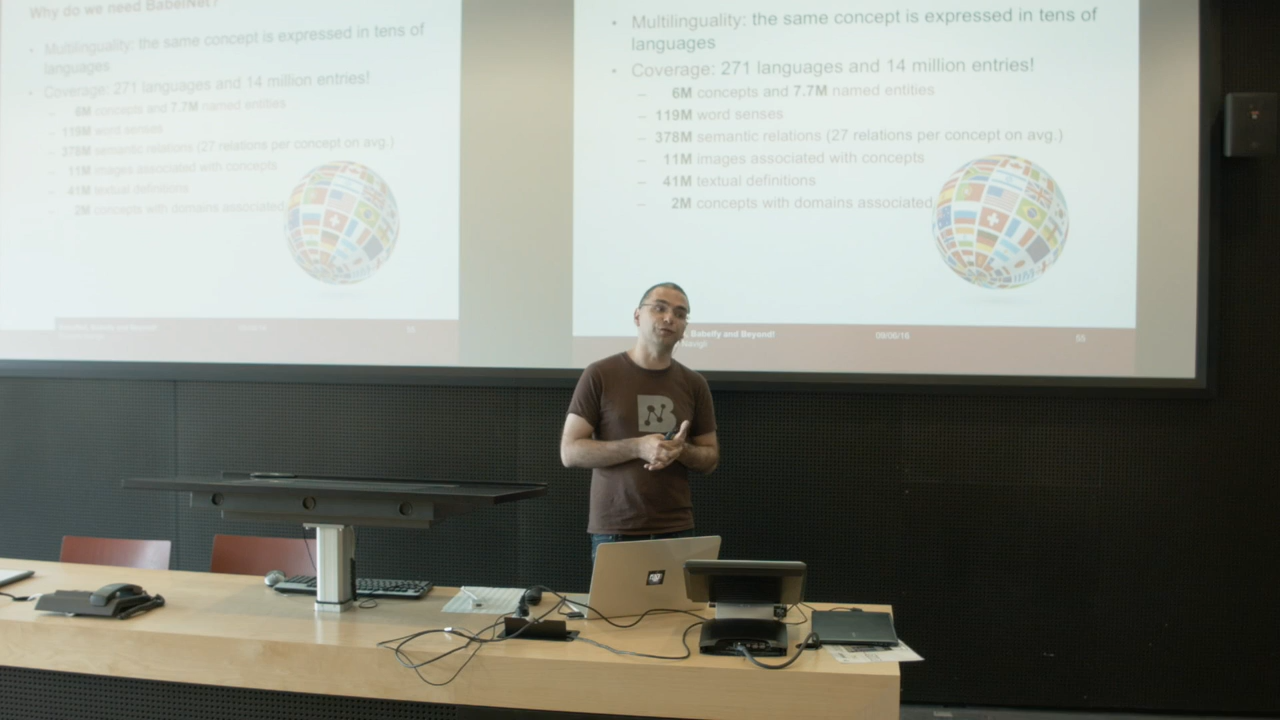 Why do we need BabelNet?
• Multilinguality: the same concept is expressed in tens of
languages
• Coverage: 271 languages and 14 million entries!
– 6M concepts and 7.7M named entities
– 119M word senses
– 378M semantic relations (27 relations per concept on avg.)
– 11M images associated with concepts
– 41M textual definitions
– 2M concepts with domains associated
• Multilinguality: the same concept is expressed in tens of
languages
• Coverage: 271 languages and 14 million entries!
– 6M concepts and 7.7M named entities
– 119M word senses
– 378M semantic relations (27 relations per concept on avg.)
– 11M images associated with concepts
– 41M textual definitions
– 2M concepts with domains associated
Babelfy and Beyond! 09/06/16 55
Navigli
B